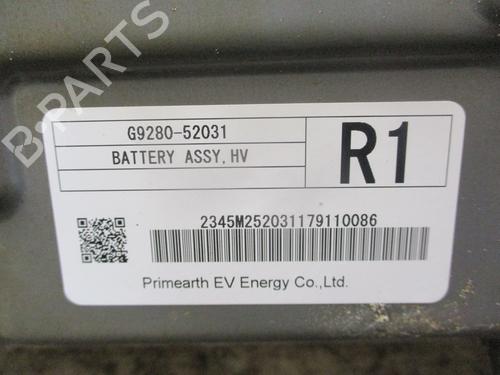 B-PARTS
G9280-52031
BATTERY ASSY,HV
R1
2345M252031179110086
Primearth EV Energy Co.,Ltd.